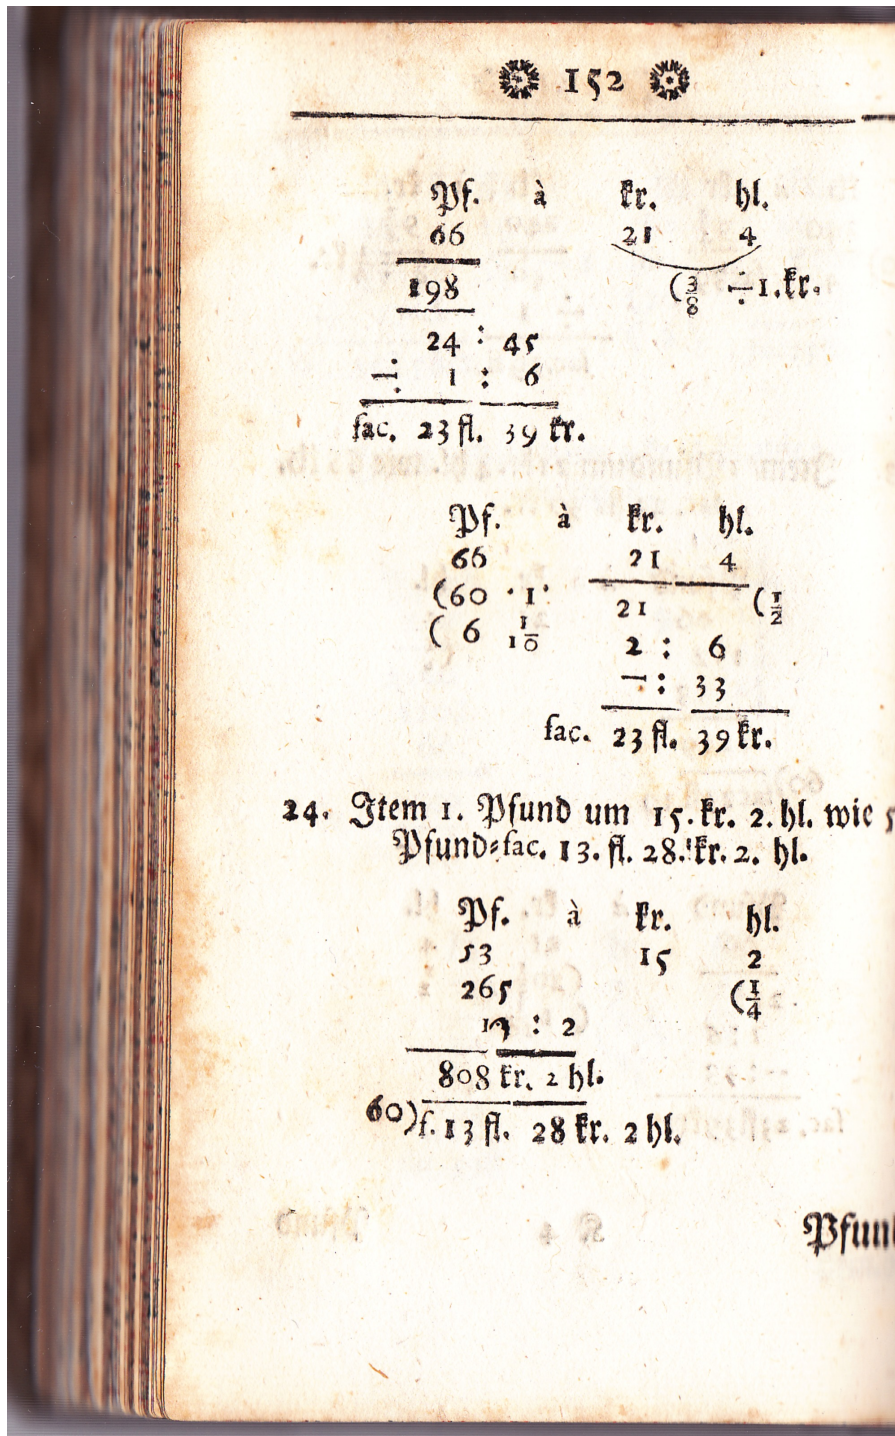 152
Pf. à kr. hl.
66 21 4
198 (3/8 ÷ 1. kr.
24 : 45
÷ 1 : 6
fac. 23 fl. 39 kr.
Pf. à kr. hl.
66 21 4
(60 · 1 · 21 (1/2
( 6 1/10 2 : 6
— : 33
fac. 23 fl. 39 kr.
24. Item 1. Pfund um 15. kr. 2. hl. wie 5
Pfund⸗fac. 13. fl. 28. kr. 2. hl.
Pf. à kr. hl.
53 15 2
265 (1/4
13 : 2
808 kr. 2 hl.
60) f. 13 fl. 28 kr. 2 hl.